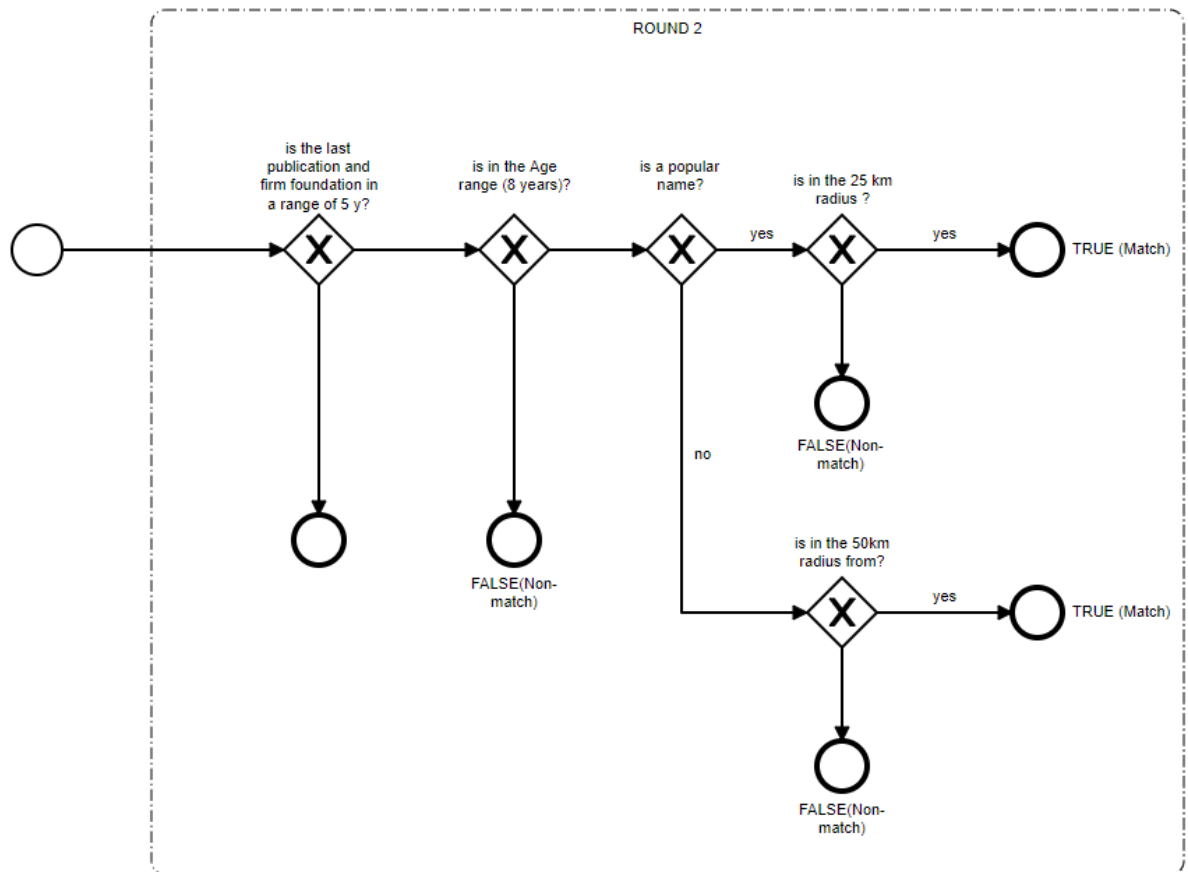 ROUND 2
is the last
publication and
firm foundation in
a range of 5 y?
is in the Age
range (8 years)?
is a popular
name?
is in the 25 km
radius ?
yes
yes
TRUE (Match)
FALSE(Non-
match)
no
is in the 50km
radius from?
yes
TRUE (Match)
FALSE(Non-
match)
FALSE(Non-
match)